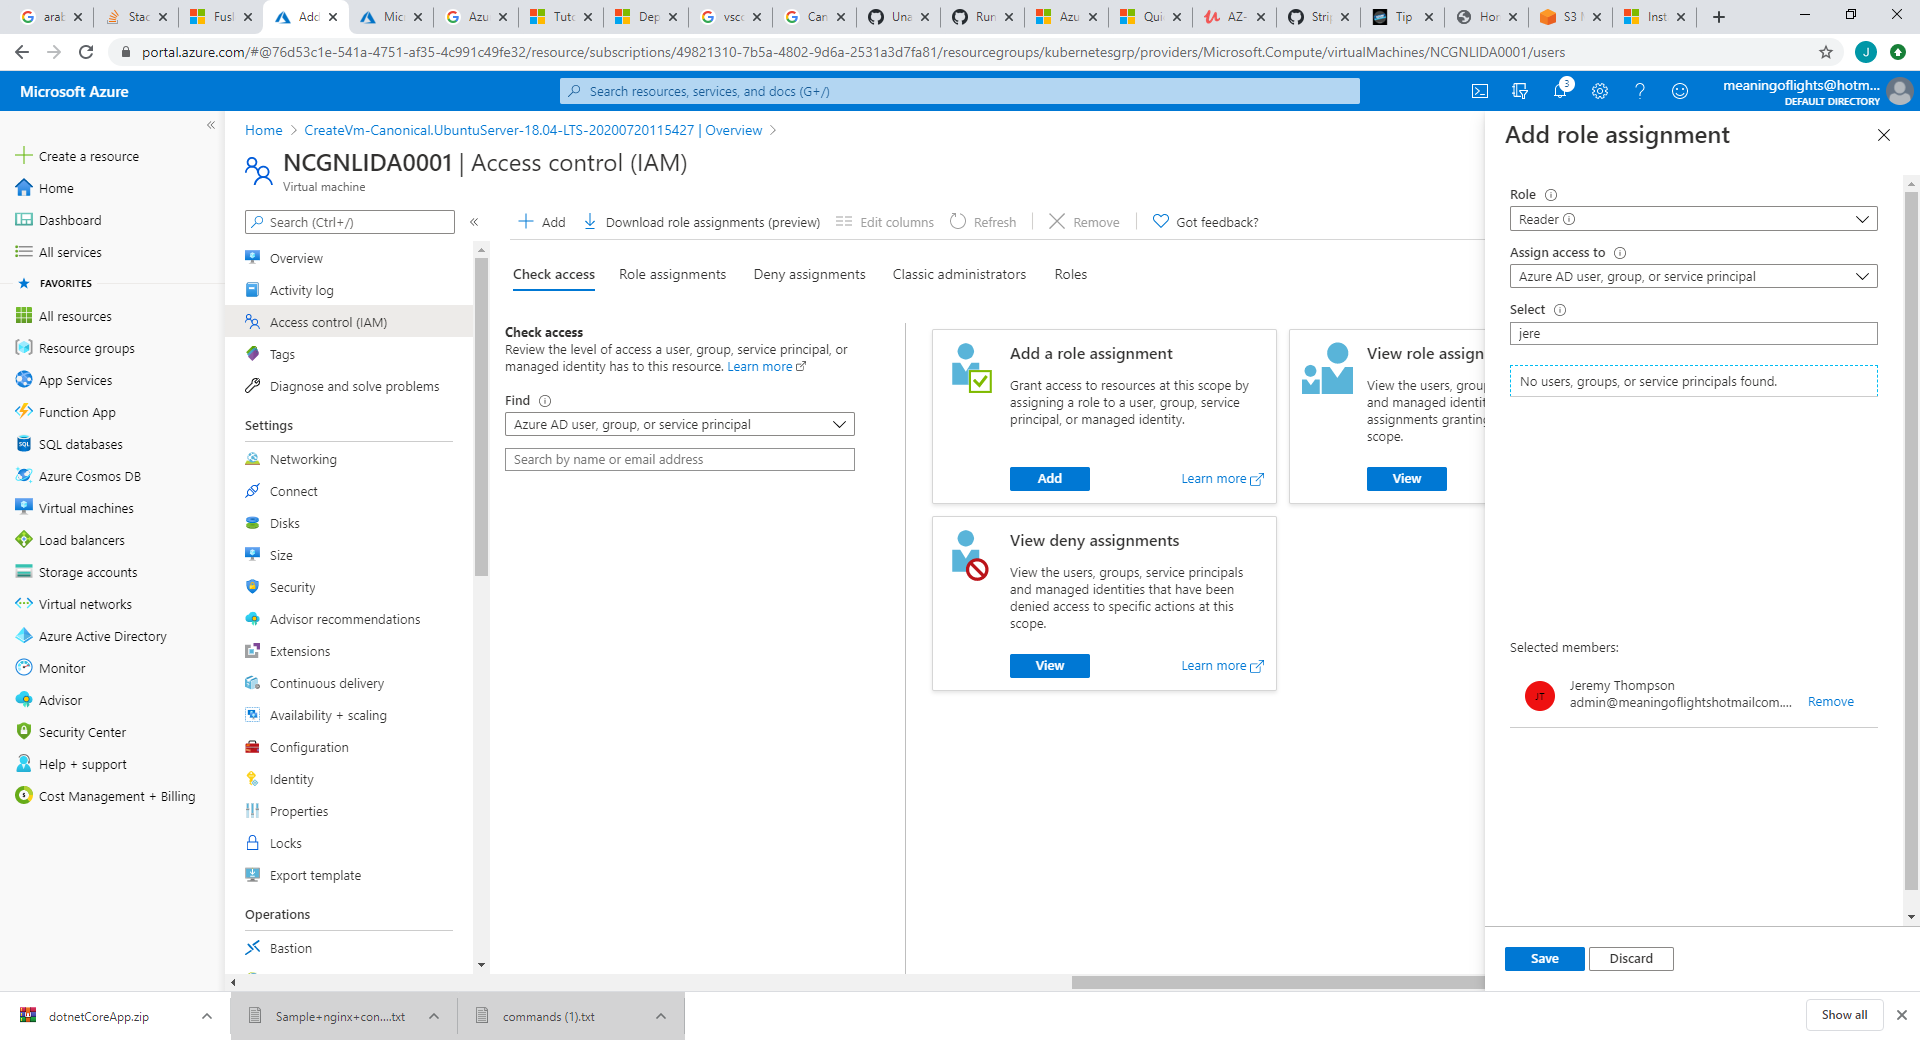 arab
Stac
Fusl
Add
Mic
Azu
Tuto
Dep
vsco
Can
Una
Run
Azu
Qui
AZ-
Stri
Tip
Hor
S3 M
Inst
portal.azure.com/#@76d53c1e-541a-4751-af35-4c991c49fe32/resource/subscriptions/49821310-7b5a-4802-9d6a-2531a3d7fa81/resourcegroups/kubernetesgrp/providers/Microsoft.Compute/virtualMachines/NCGNLIDA0001/users
J
Microsoft Azure
Search resources, services, and docs (G+/)
3
meaningoflights@hotm...
DEFAULT DIRECTORY
Create a resource
Home
Dashboard
All services
FAVORITES
All resources
Resource groups
App Services
Function App
SQL databases
Azure Cosmos DB
Virtual machines
Load balancers
Storage accounts
Virtual networks
Azure Active Directory
Monitor
Advisor
Security Center
Help + support
Cost Management + Billing
Home > CreateVm-Canonical.UbuntuServer-18.04-LTS-20200720115427 | Overview >
NCGNLIDA0001 | Access control (IAM)
Virtual machine
Search (Ctrl+/)
Overview
Activity log
Access control (IAM)
Tags
Diagnose and solve problems
Settings
Networking
Connect
Disks
Size
Security
Advisor recommendations
Extensions
Continuous delivery
Availability + scaling
Configuration
Identity
Properties
Locks
Export template
Operations
Bastion
Add
Download role assignments (preview)
Edit columns
Refresh
Remove
Got feedback?
Check access
Role assignments
Deny assignments
Classic administrators
Roles
Check access
Review the level of access a user, group, service principal, or
managed identity has to this resource. Learn more
Find
Azure AD user, group, or service principal
Search by name or email address
Add a role assignment
Grant access to resources at this scope by
assigning a role to a user, group, service
principal, or managed identity.
Add
Learn more
View role assign
View the users, grou
and managed identit
assignments granting
scope.
View
View deny assignments
View the users, groups, service principals
and managed identities that have been
denied access to specific actions at this
scope.
View
Learn more
Add role assignment
Role
Reader
Assign access to
Azure AD user, group, or service principal
Select
jere
No users, groups, or service principals found.
Selected members:
JT
Jeremy Thompson
admin@meaningoflightshotmailcom....
Remove
Save
Discard
dotnetCoreApp.zip
Sample+nginx+con....txt
commands (1).txt
Show all